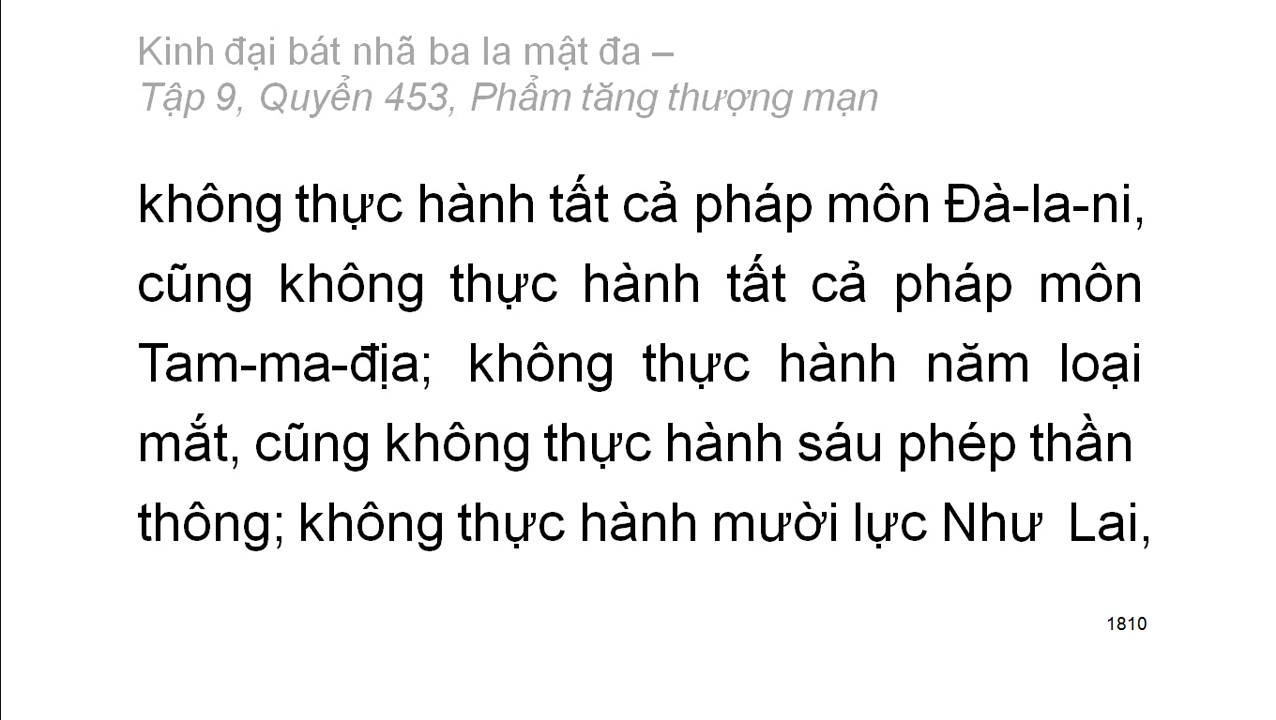 Kinh đại bát nhã ba la mật đa –
Tập 9, Quyển 453, Phẩm tăng thượng mạn
không thực hành tất cả pháp môn Đà-la-ni,
cũng không thực hành tất cả pháp môn
Tam-ma-địa; không thực hành năm loại
mắt, cũng không thực hành sáu phép thần
thông; không thực hành mười lực Như Lai,
1810